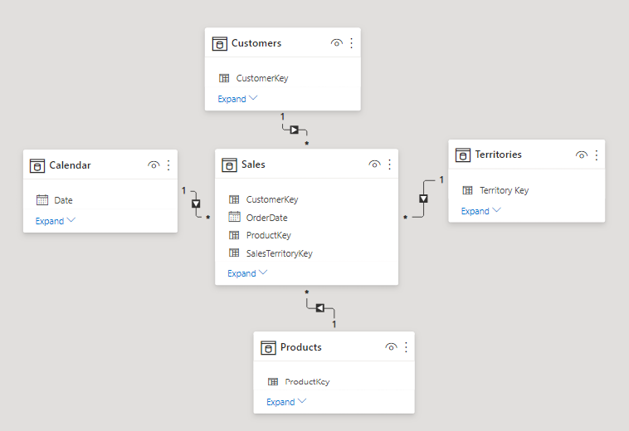 Customers
CustomerKey
Expand
1
*
Calendar
Date
Expand
1
*
Sales
CustomerKey
OrderDate
ProductKey
SalesTerritoryKey
Expand
*
1
Territories
Territory Key
Expand
*
1
Products
ProductKey
Expand